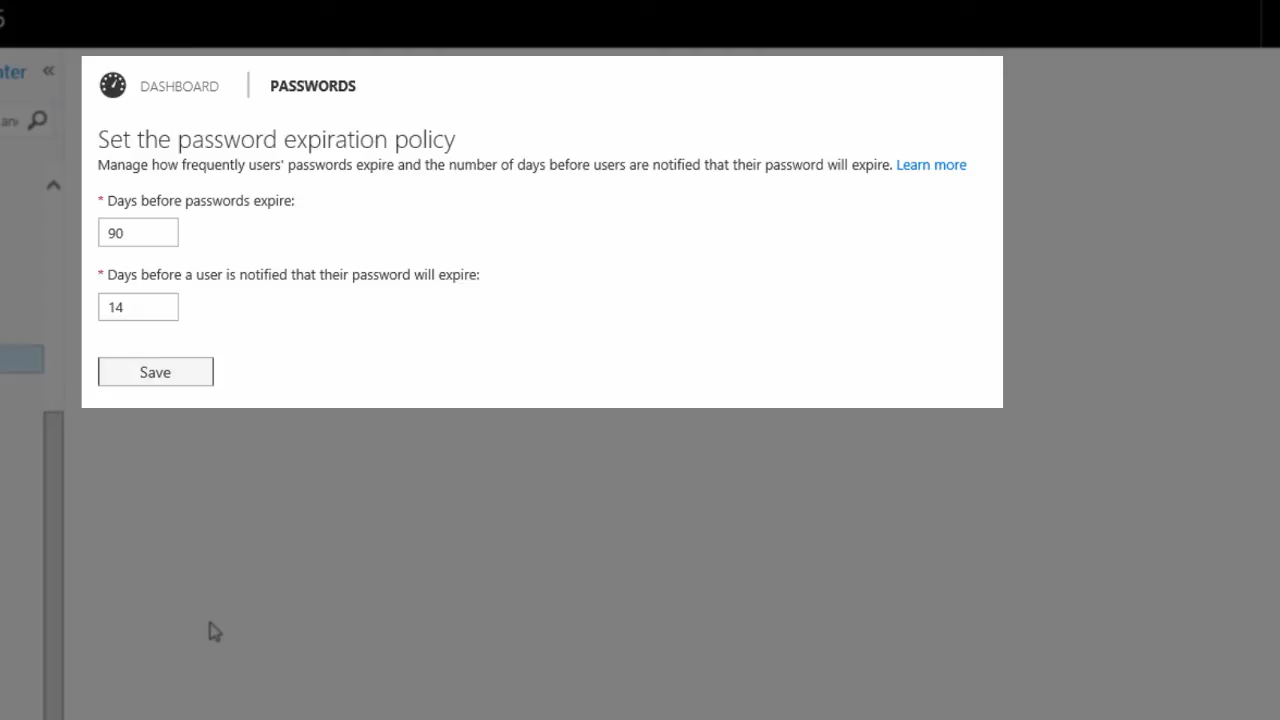 5
DASHBOARD | PASSWORDS
Set the password expiration policy
Manage how frequently users' passwords expire and the number of days before users are notified that their password will expire. Learn more
* Days before passwords expire:
90
* Days before a user is notified that their password will expire:
14
Save
nter «